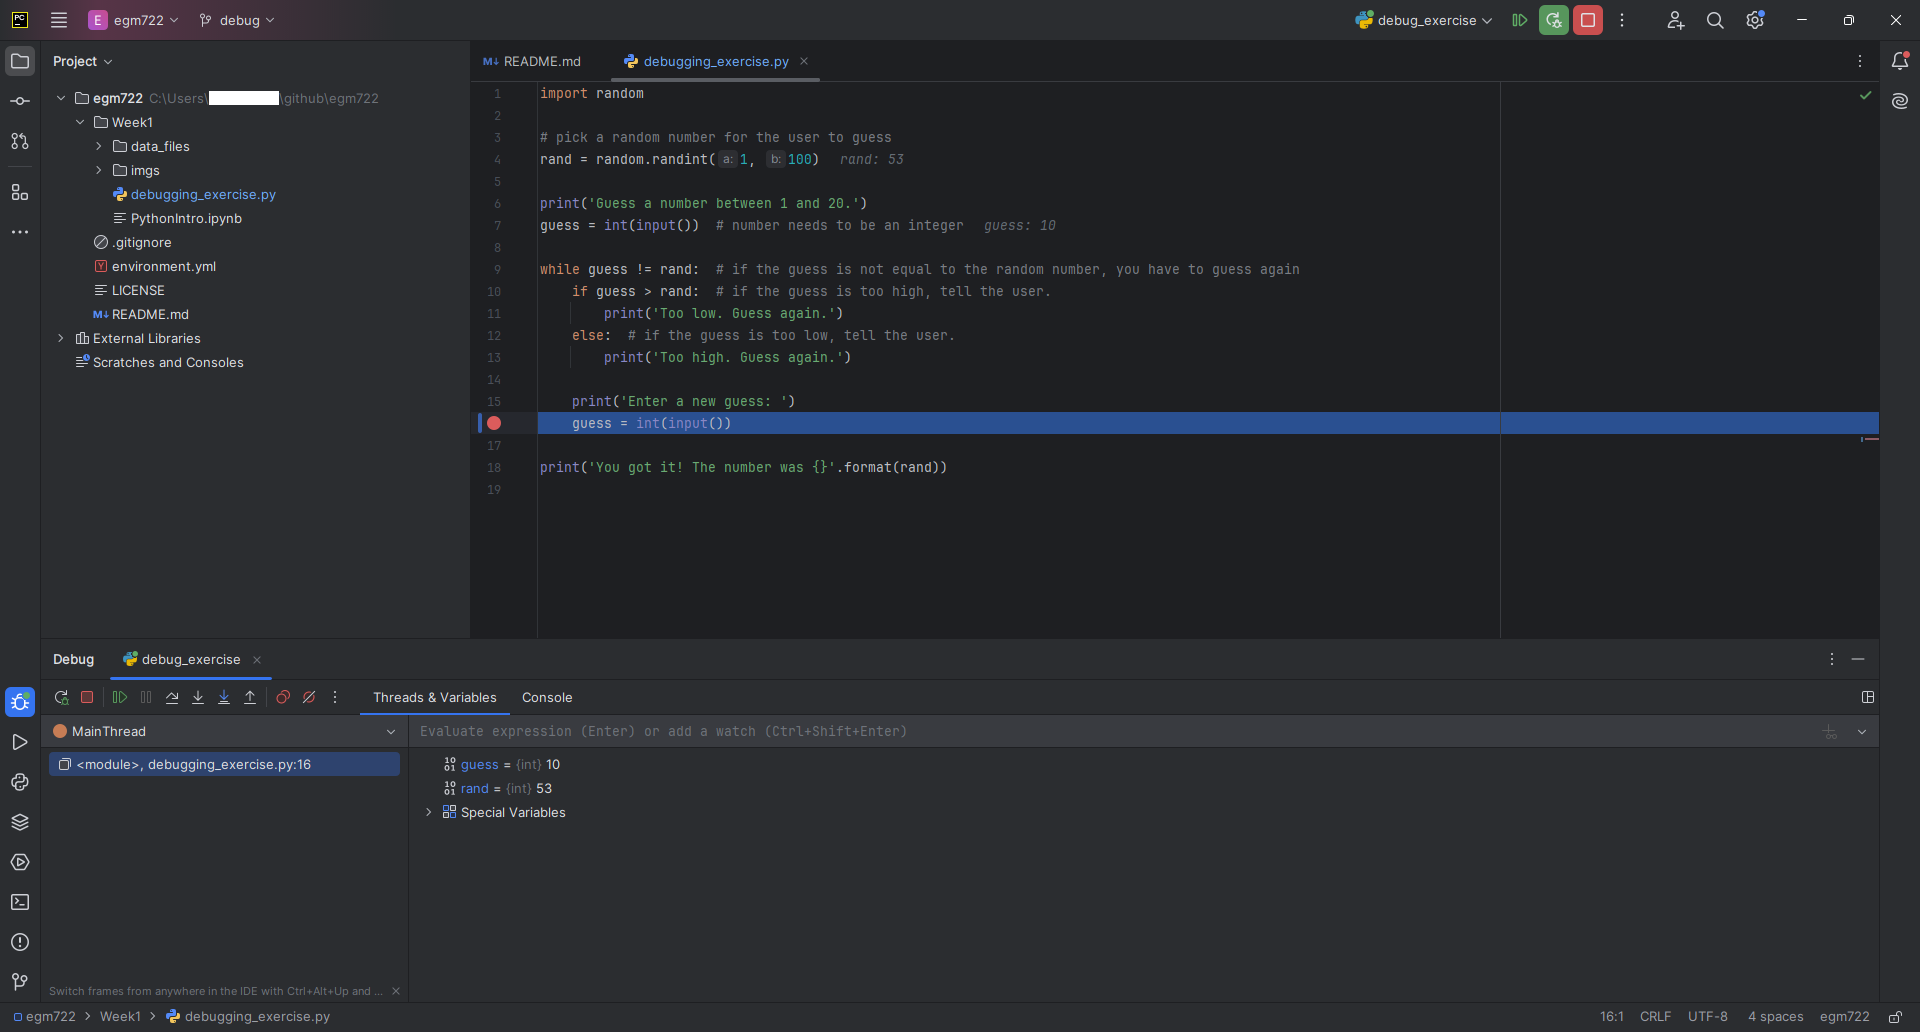 PC
E egm722 debug debug_exercise
Project
egm722 C:\Users\ \github\egm722
Week1
data_files
imgs
debugging_exercise.py
PythonIntro.ipynb
.gitignore
Y environment.yml
LICENSE
M↓ README.md
External Libraries
Scratches and Consoles
M↓ README.md debugging_exercise.py
1 import random
2
3 # pick a random number for the user to guess
4 rand = random.randint( a: 1, b: 100) rand: 53
5
6 print('Guess a number between 1 and 20.')
7 guess = int(input()) # number needs to be an integer guess: 10
8
9 while guess != rand: # if the guess is not equal to the random number, you have to guess again
10 if guess > rand: # if the guess is too high, tell the user.
11 print('Too low. Guess again.')
12 else: # if the guess is too low, tell the user.
13 print('Too high. Guess again.')
14
15 print('Enter a new guess: ')
guess = int(input())
17
18 print('You got it! The number was {}'.format(rand))
19
Debug debug_exercise
Threads & Variables Console
MainThread
Evaluate expression (Enter) or add a watch (Ctrl+Shift+Enter)
<module>, debugging_exercise.py:16
guess = {int} 10
rand = {int} 53
Special Variables
Switch frames from anywhere in the IDE with Ctrl+Alt+Up and ...
egm722 > Week1 > debugging_exercise.py 16:1 CRLF UTF-8 4 spaces egm722